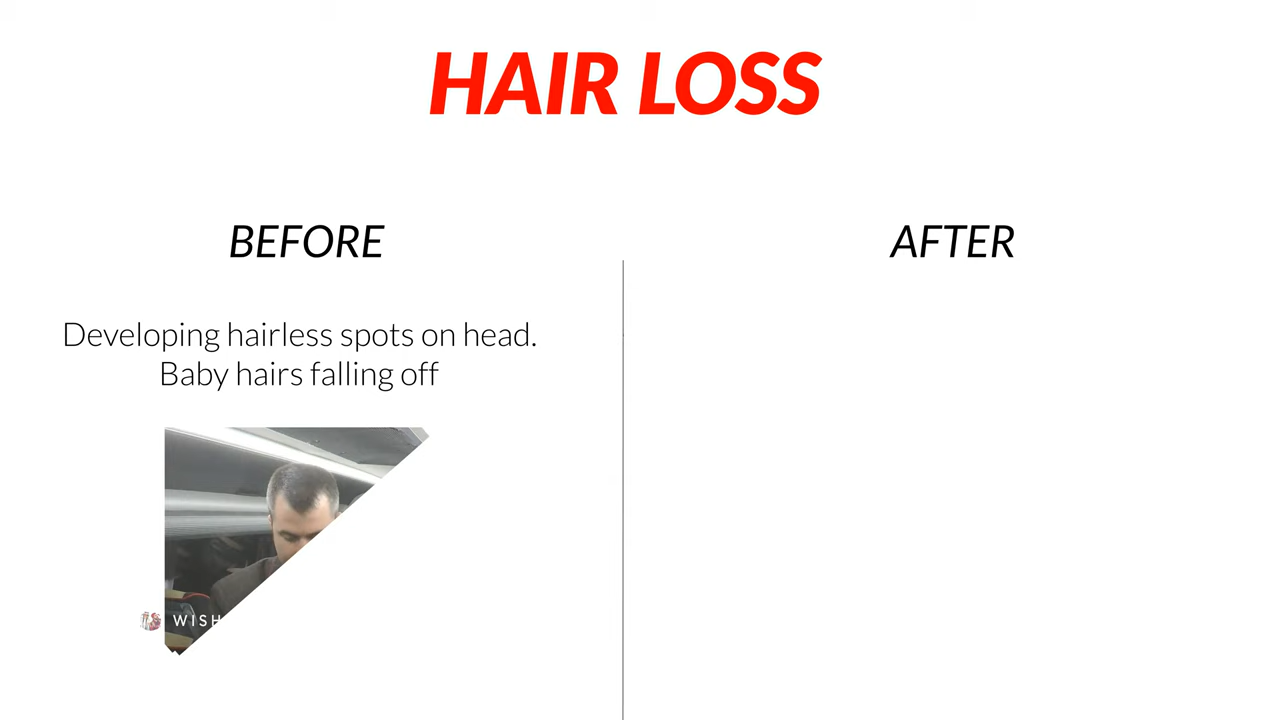 HAIR LOSS
BEFORE
AFTER
Developing hairless spots on head.
Baby hairs falling off
WISH